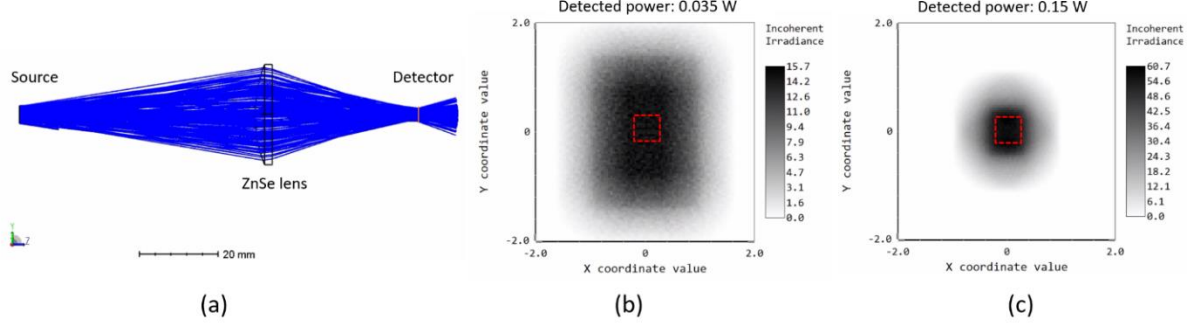 Source
Detector
ZnSe lens
20 mm
Y
Z
(a)
Detected power: 0.035 W
2.0
0
-2.0
Y coordinate value
-2.0 0 2.0
X coordinate value
Incoherent
Irradiance
15.7
14.0
12.6
11.0
9.4
7.9
6.3
4.7
3.1
1.6
0.0
(b)
Detected power: 0.15 W
2.0
0
-2.0
Y coordinate value
-2.0 0 2.0
X coordinate value
Incoherent
Irradiance
60.7
54.6
48.6
42.5
36.4
30.4
24.3
18.2
12.1
6.1
0.0
(c)